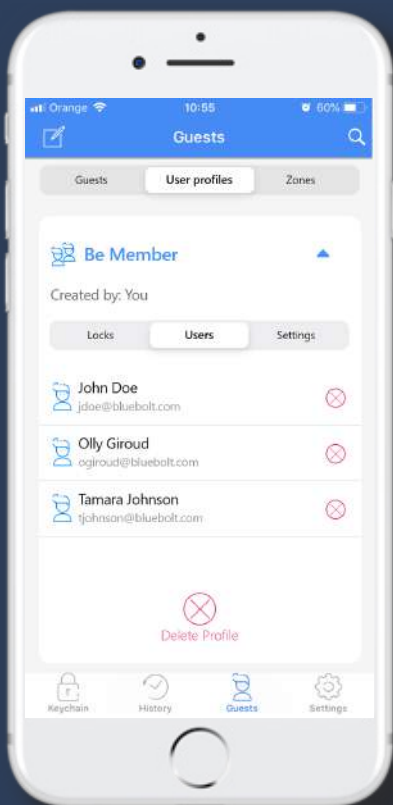 Orange 10:55 60%
Guests
Guests User profiles Zones
Be Member
Created by: You
Locks Users Settings
John Doe
jdoe@bluebolt.com
Olly Giroud
ogiroud@bluebolt.com
Tamara Johnson
tjohnson@bluebolt.com
Delete Profile
Keychain History Guests Settings